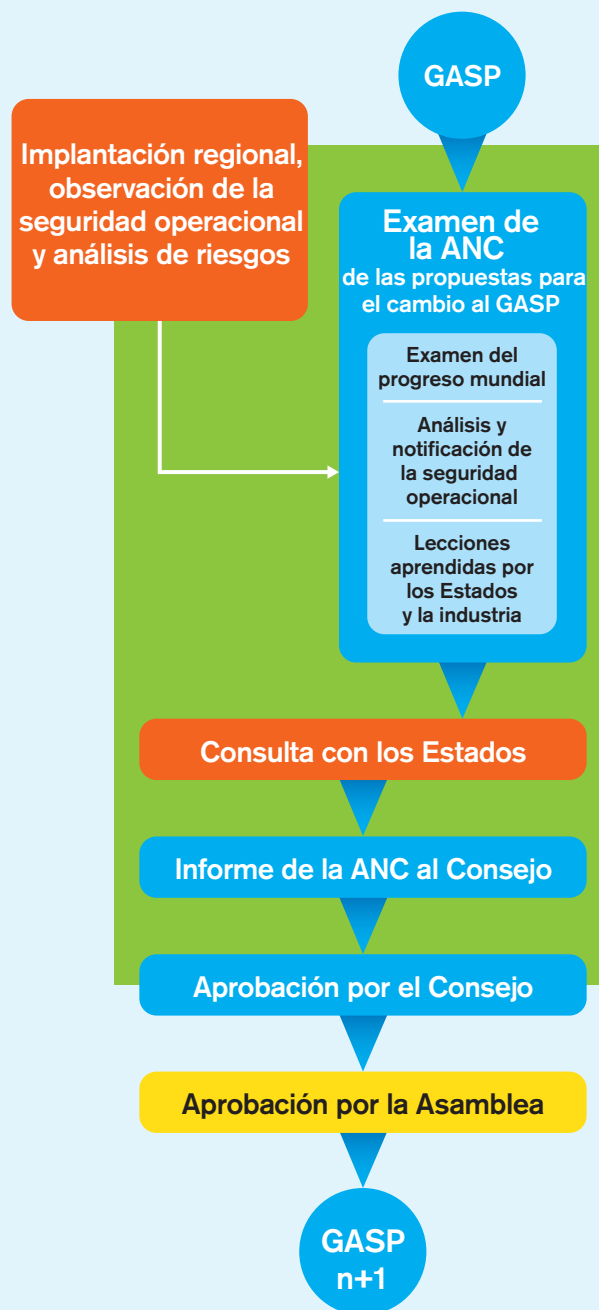 GASP
Implantación regional,
observación de la
seguridad operacional
y análisis de riesgos
Examen de
la ANC
de las propuestas para
el cambio al GASP
Examen del
progreso mundial
Análisis y
notificación de
la seguridad
operacional
Lecciones
aprendidas por
los Estados
y la industria
Consulta con los Estados
Informe de la ANC al Consejo
Aprobación por el Consejo
Aprobación por la Asamblea
GASP
n+1